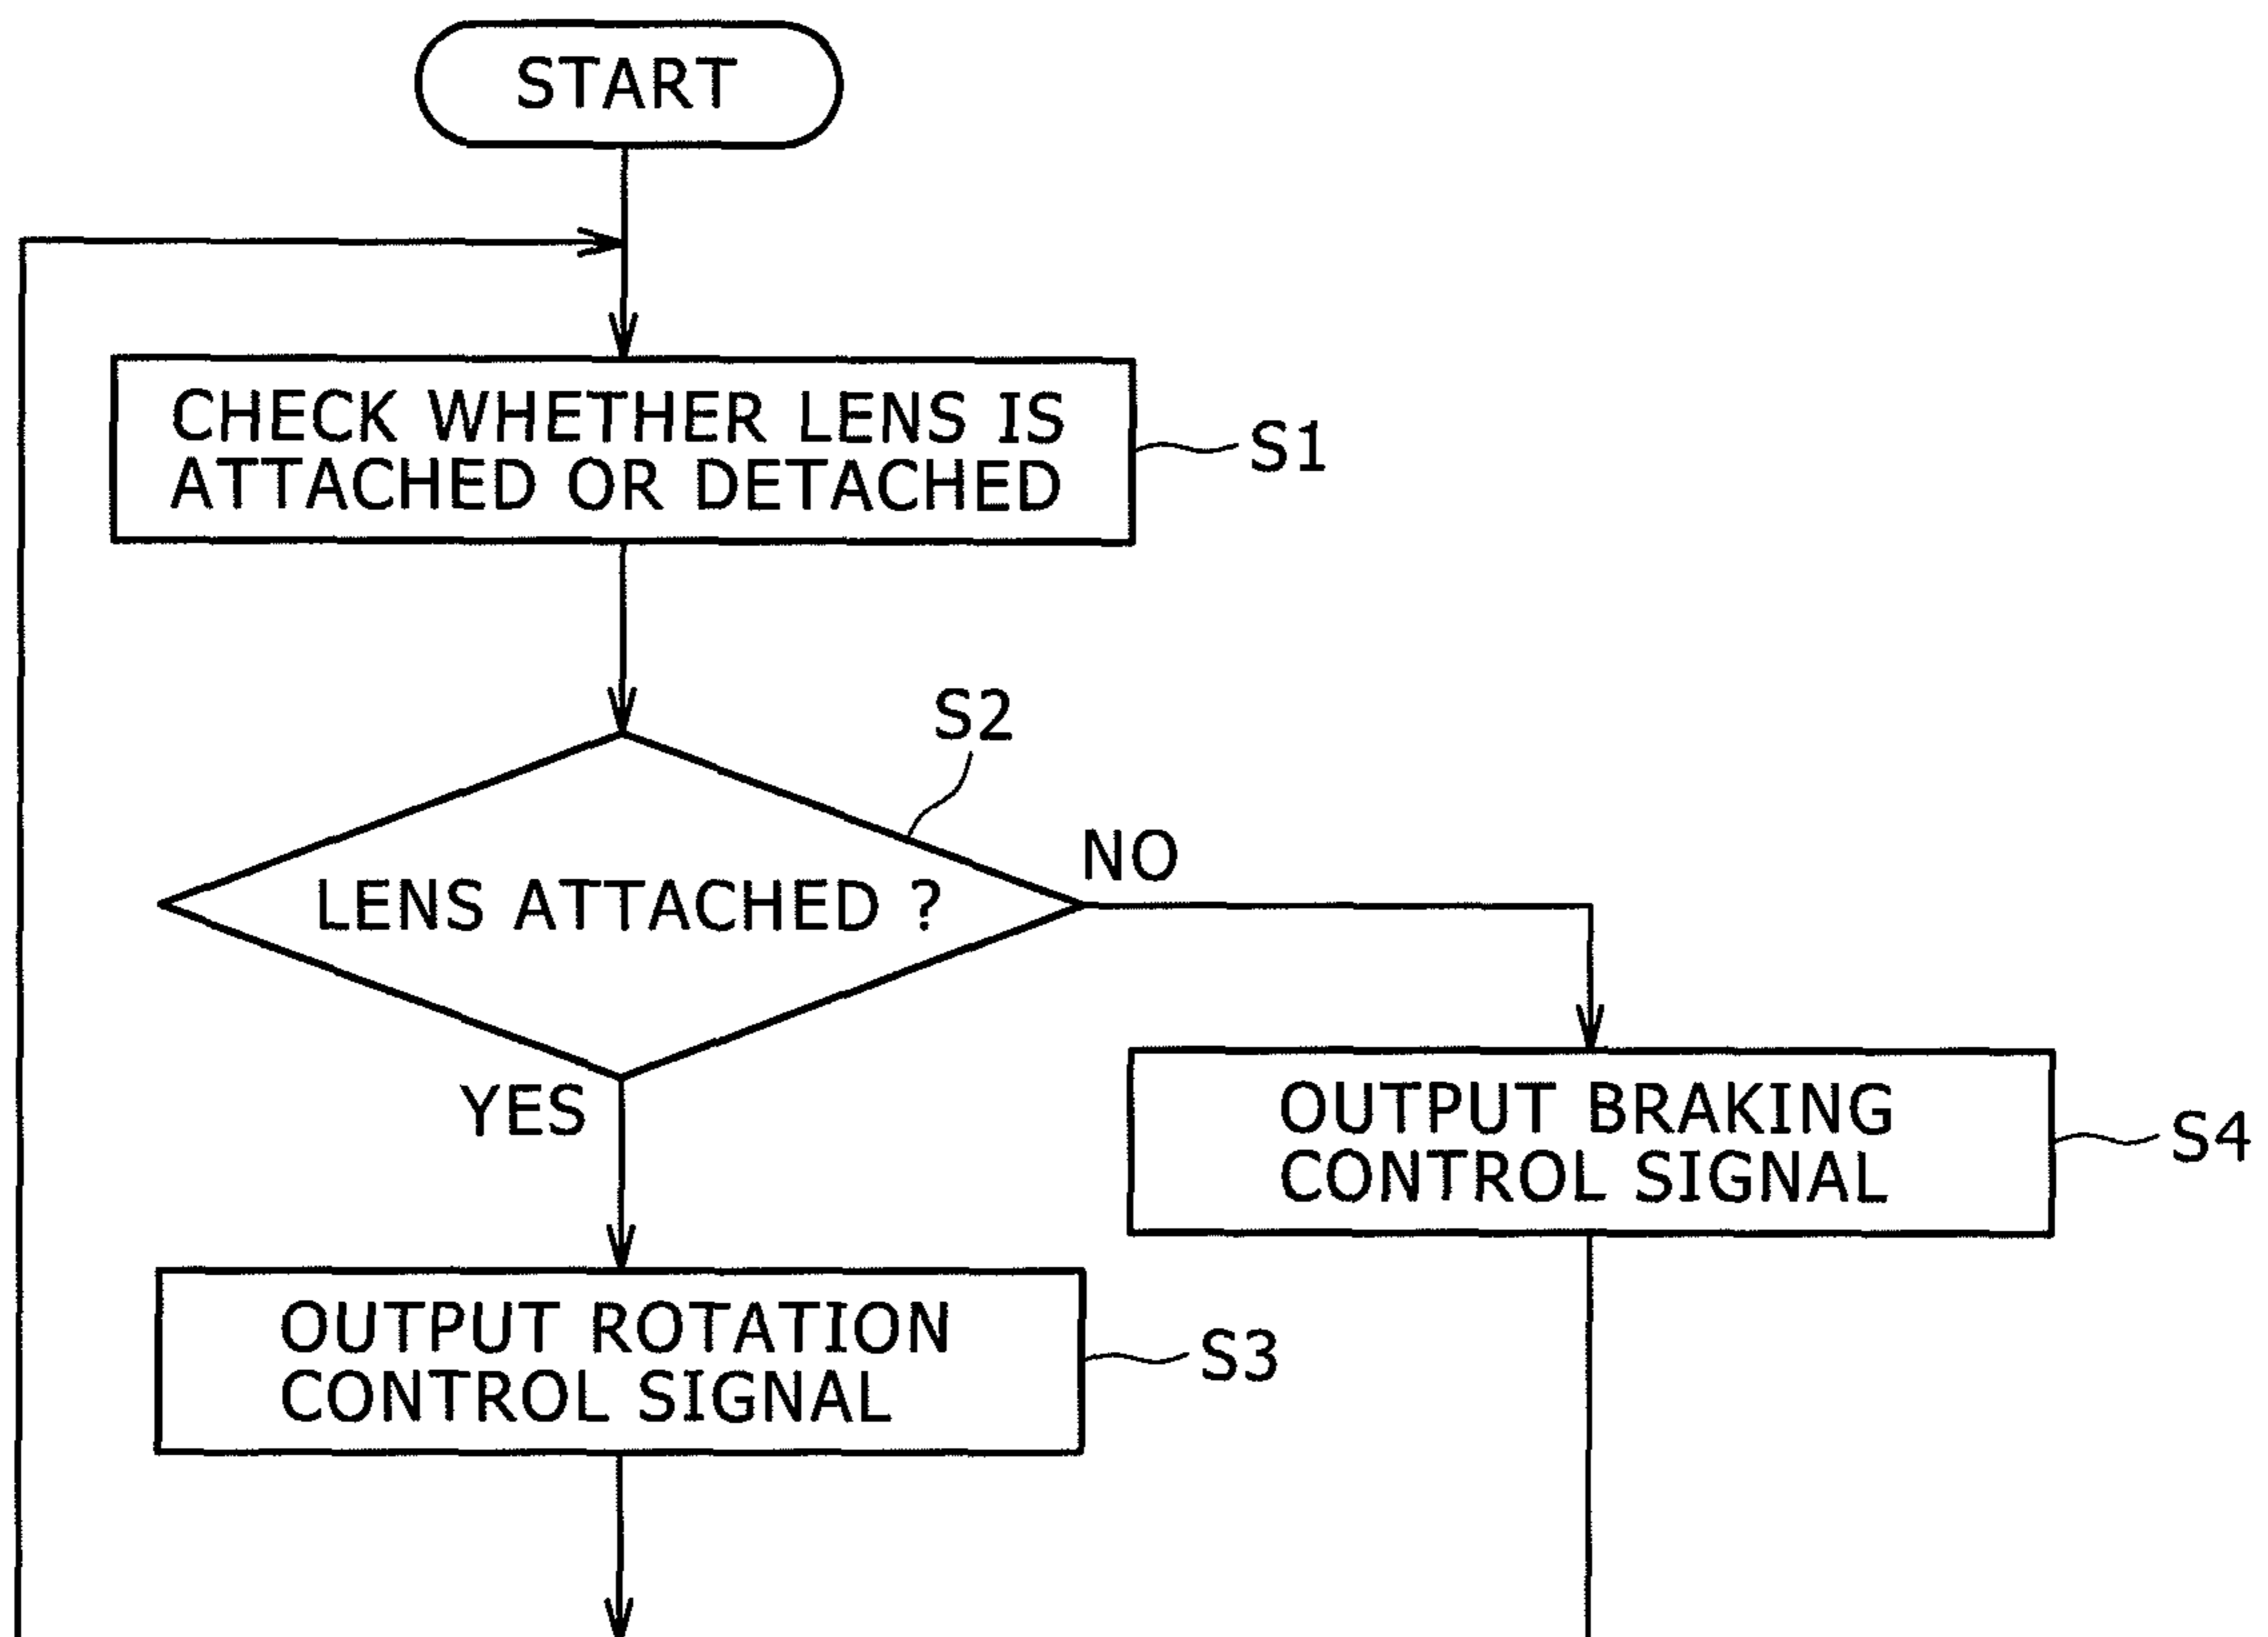 START
CHECK WHETHER LENS IS
ATTACHED OR DETACHED
S1
S2
LENS ATTACHED ?
NO
YES
OUTPUT BRAKING
CONTROL SIGNAL
S4
OUTPUT ROTATION
CONTROL SIGNAL
S3